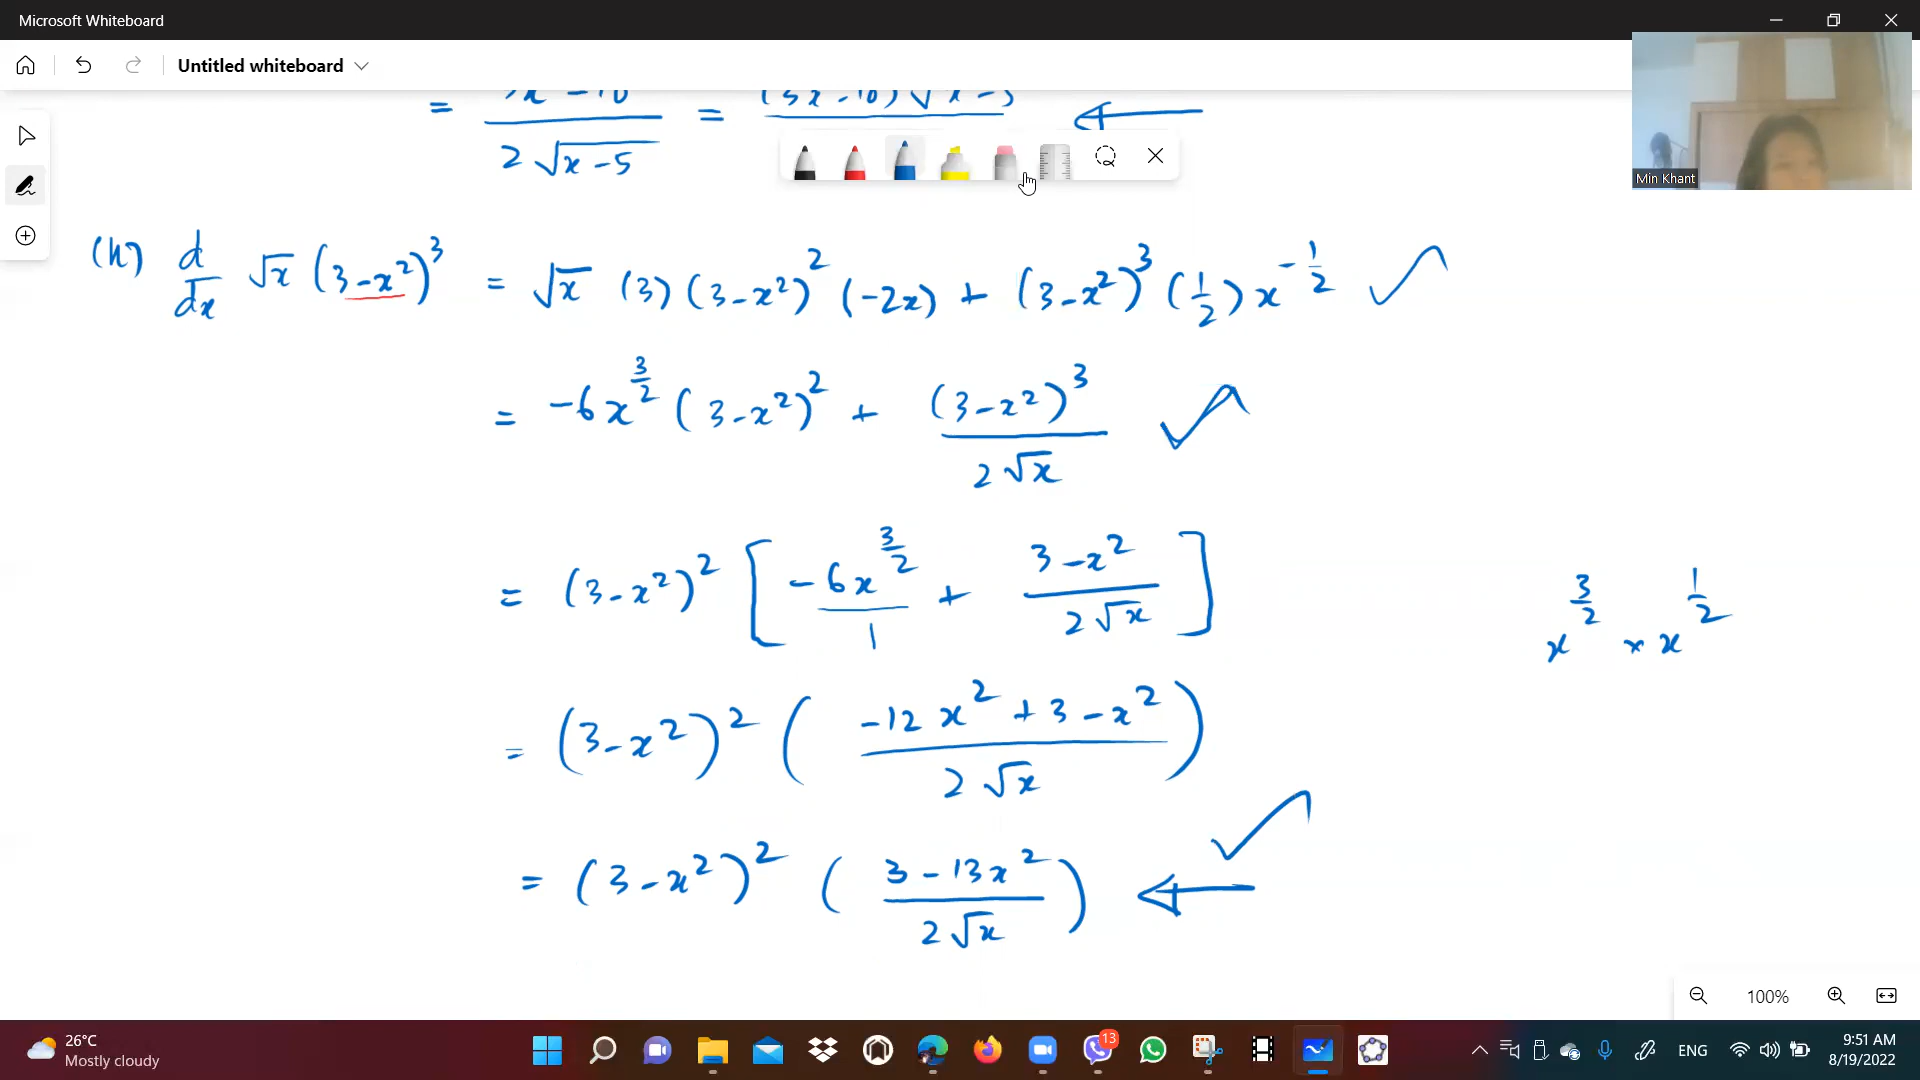 Microsoft Whiteboard
Untitled whiteboard
Min Khant
= / 2√x-5 = (3x-10)√x-5
(h) d/dx √x (3-x²)³ = √x (3)(3-x²)²(-2x) + (3-x²)³(1/2)x^(-1/2)
= -6x^(3/2) (3-x²)² + (3-x²)³ / 2√x
= (3-x²)² [ -6x^(3/2) / 1 + 3-x² / 2√x ]
x^(3/2) × x^(1/2)
= (3-x²)² ( -12x² + 3 - x² / 2√x )
= (3-x²)² ( 3 - 13x² / 2√x )
100%
26°C
Mostly cloudy
13
ENG
9:51 AM
8/19/2022